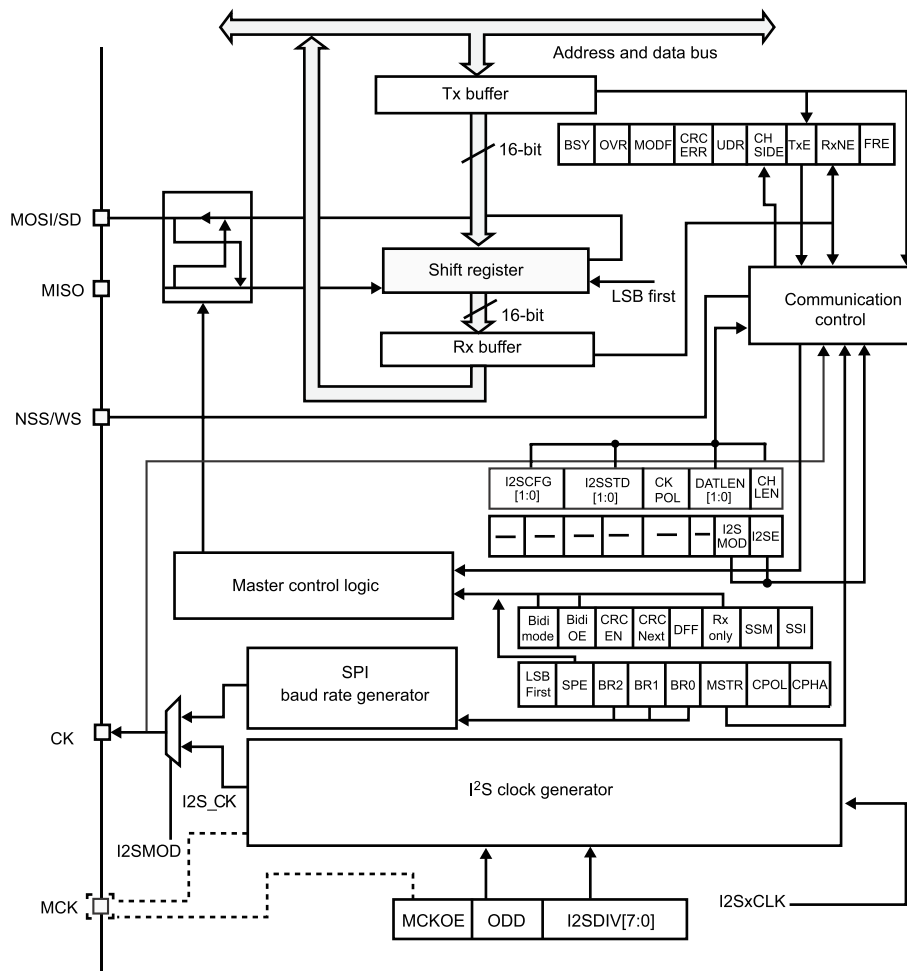 Address and data bus
Tx buffer
16-bit
BSY OVR MODF CRC ERR UDR CH SIDE TxE RxNE FRE
MOSI/SD
Shift register
MISO
LSB first
Communication
control
16-bit
Rx buffer
NSS/WS
I2SCFG [1:0] I2SSTD [1:0] CK POL DATLEN [1:0] CH LEN
I2S MOD I2SE
Master control logic
Bidi mode Bidi OE CRC EN CRC Next DFF Rx only SSM SSI
SPI
baud rate generator
LSB First SPE BR2 BR1 BR0 MSTR CPOL CPHA
CK
I2S_CK
I²S clock generator
I2SMOD
MCK
MCKOE ODD I2SDIV[7:0]
I2SxCLK